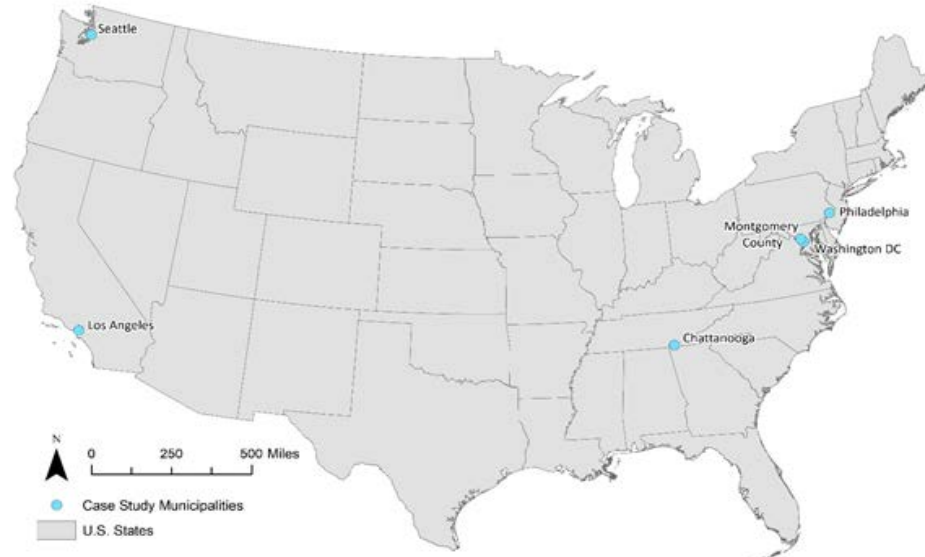 Seattle
Philadelphia
Montgomery
County
Washington DC
Los Angeles
Chattanooga
N
0 250 500 Miles
Case Study Municipalities
U.S. States